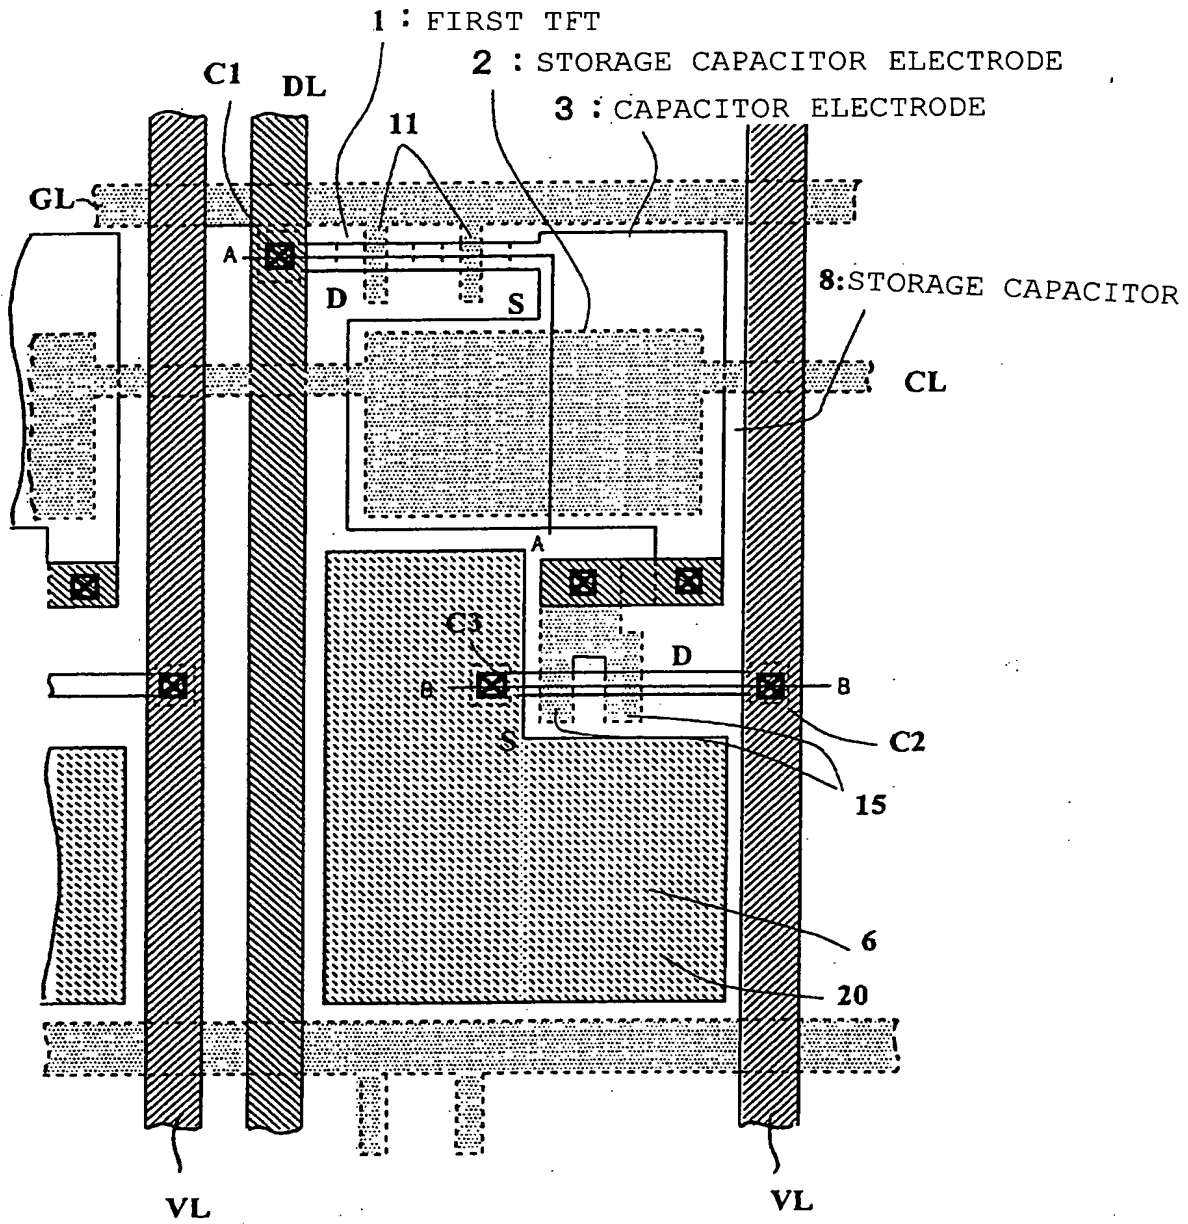 1 : FIRST TFT
2 : STORAGE CAPACITOR ELECTRODE
C1
DL
3 : CAPACITOR ELECTRODE
11
GL
A
D
S
8:STORAGE CAPACITOR
CL
A
C3
D
B
B
S
C2
15
6
20
VL
VL